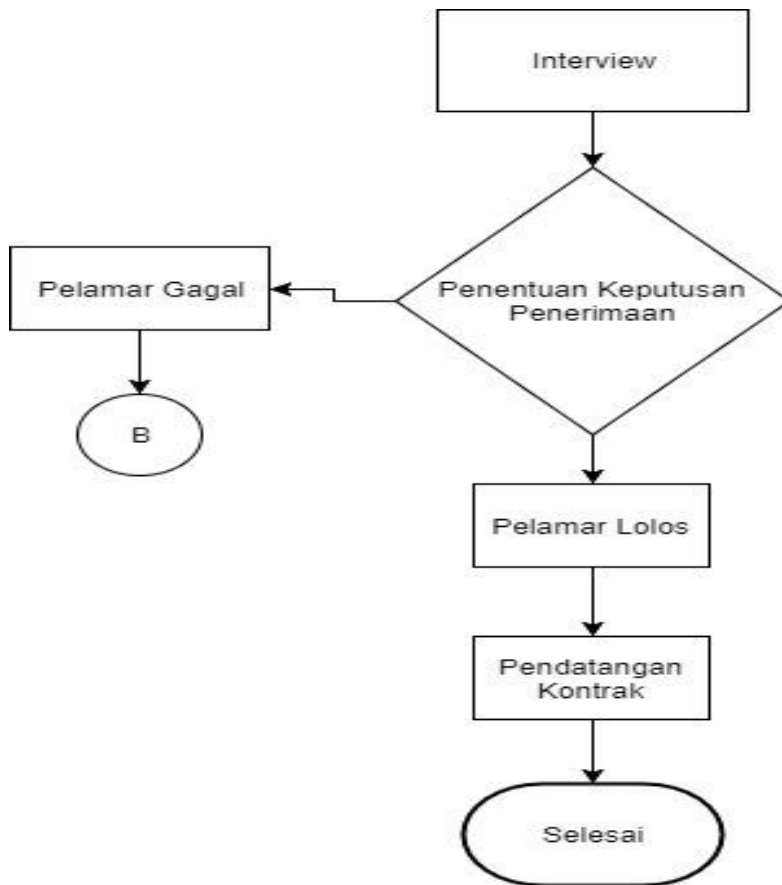 Interview
Penentuan Keputusan
Penerimaan
Pelamar Gagal
B
Pelamar Lolos
Pendatangan
Kontrak
Selesai